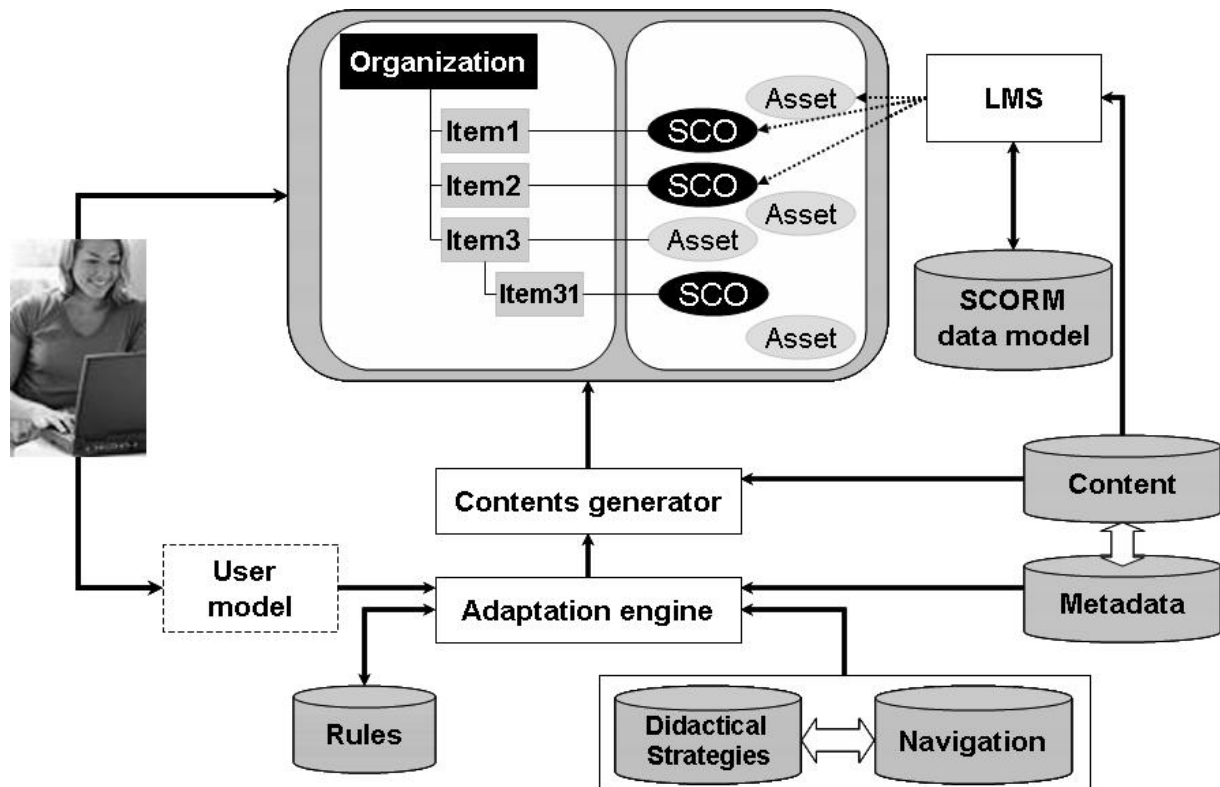 Organization
Asset
LMS
Item1
SCO
Item2
SCO
Asset
Item3
Asset
Item31
SCO
SCORM
data model
Asset
Content
Contents generator
User
model
Metadata
Adaptation engine
Rules
Didactical
Strategies
Navigation